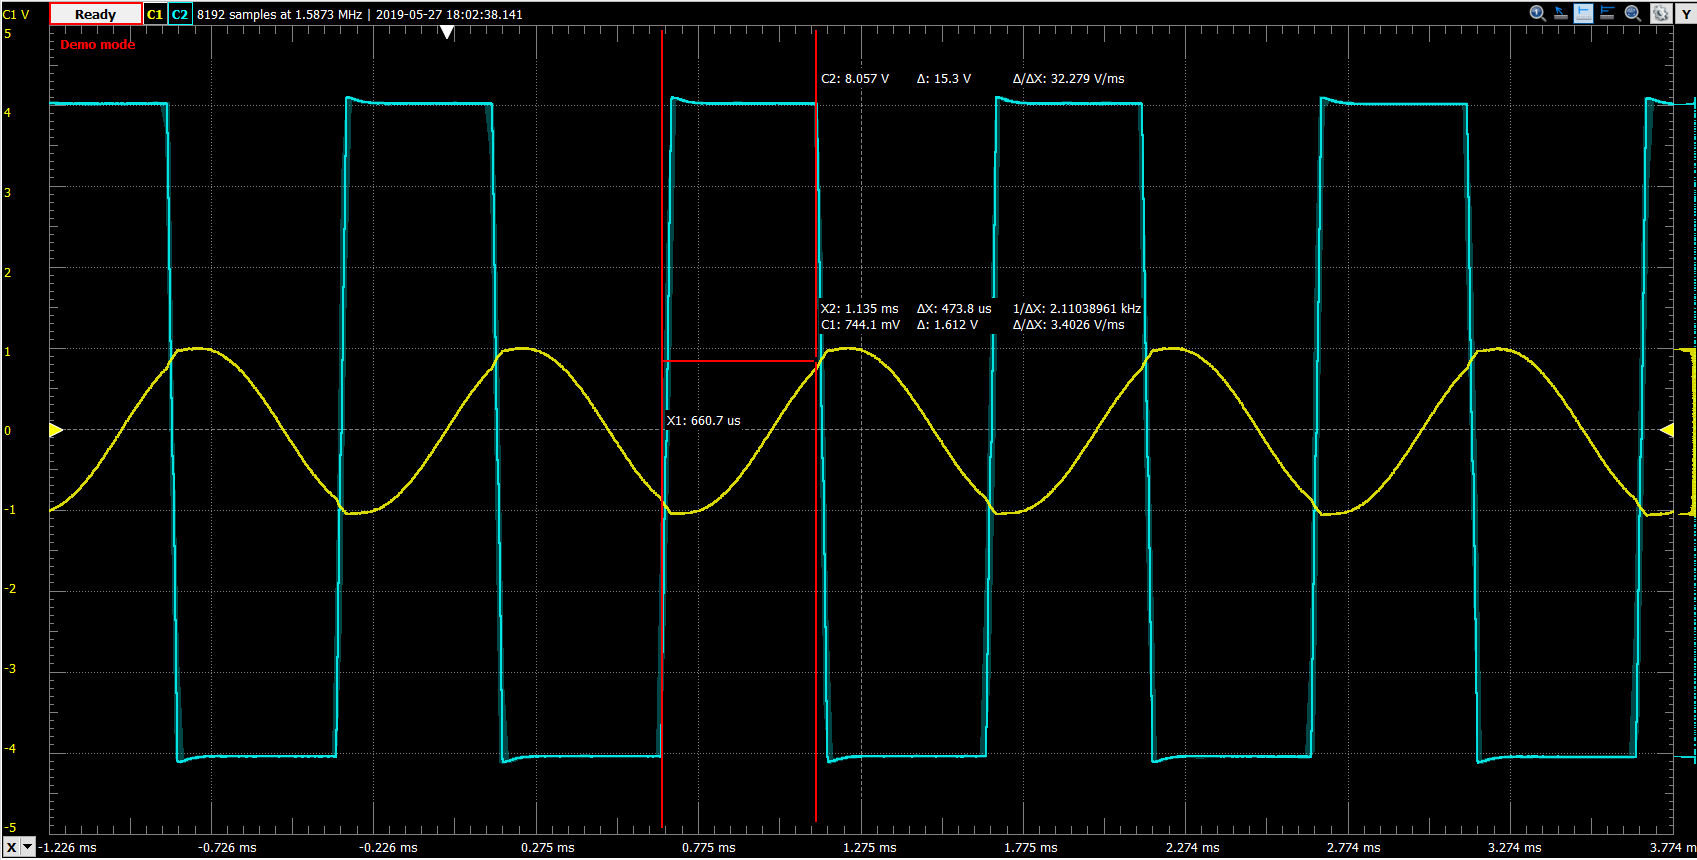 C1 V Ready C1 C2 8192 samples at 1.5873 MHz | 2019-05-27 18:02:38.141 Y
Demo mode
5
4
3
2
1
0
-1
-2
-3
-4
-5
C2: 8.057 V Δ: 15.3 V Δ/ΔX: 32.279 V/ms
X2: 1.135 ms ΔX: 473.8 us 1/ΔX: 2.11038961 kHz
C1: 744.1 mV Δ: 1.612 V Δ/ΔX: 3.4026 V/ms
X1: 660.7 us
X -1.226 ms -0.726 ms -0.226 ms 0.275 ms 0.775 ms 1.275 ms 1.775 ms 2.274 ms 2.774 ms 3.274 ms 3.774 m